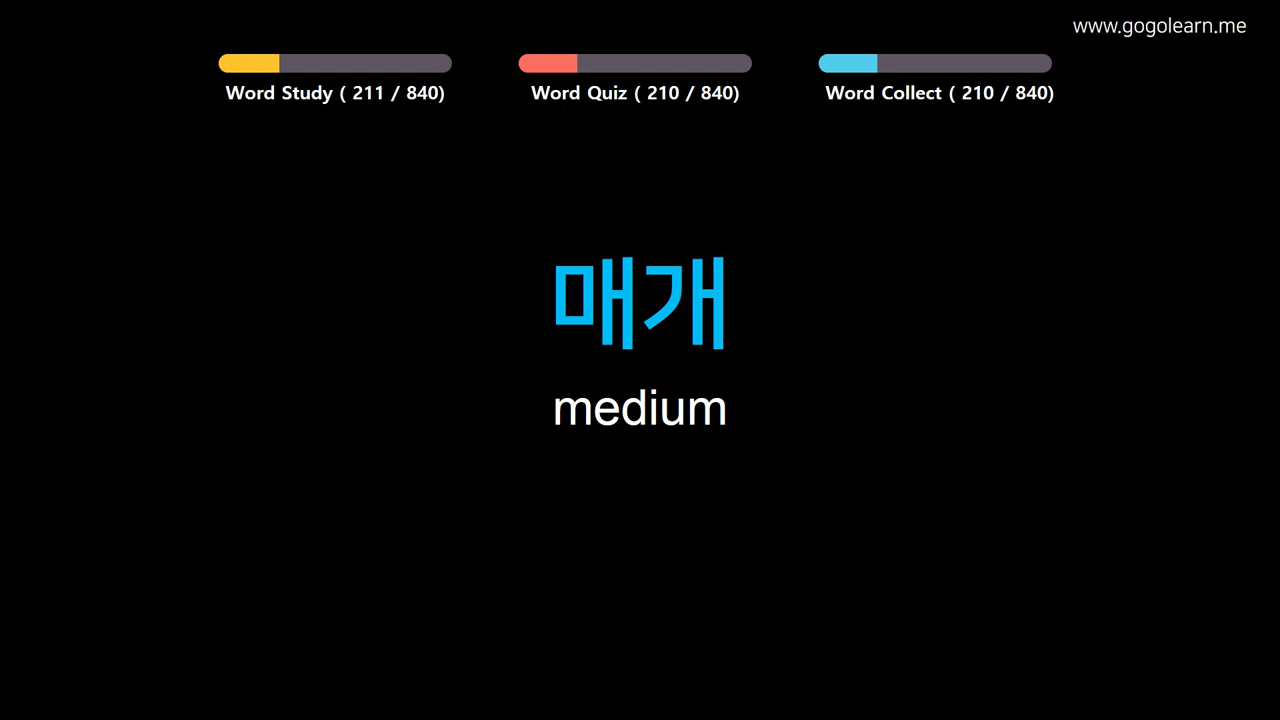 www.gogolearn.me
Word Study ( 211 / 840)
Word Quiz ( 210 / 840)
Word Collect ( 210 / 840)
매개
medium